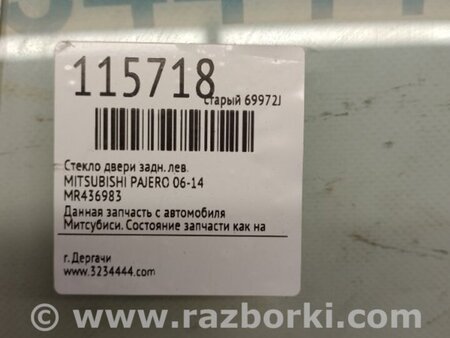 115718
старый 69972J
Стекло двери задн. лев.
MITSUBISHI PAJERO 06-14
MR436983
Данная запчасть с автомобиля
Митсубиси. Состояние запчасти как на
г. Дергачи
www.3234444.com
© www.razborki.com